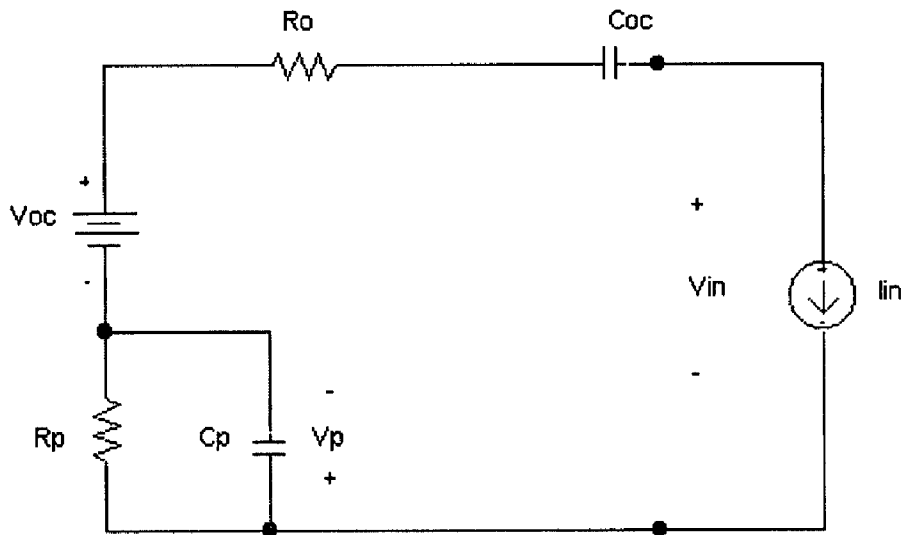 Ro
Coc
+
Voc
-
+
Vin
-
Iin
Rp
Cp
-
Vp
+